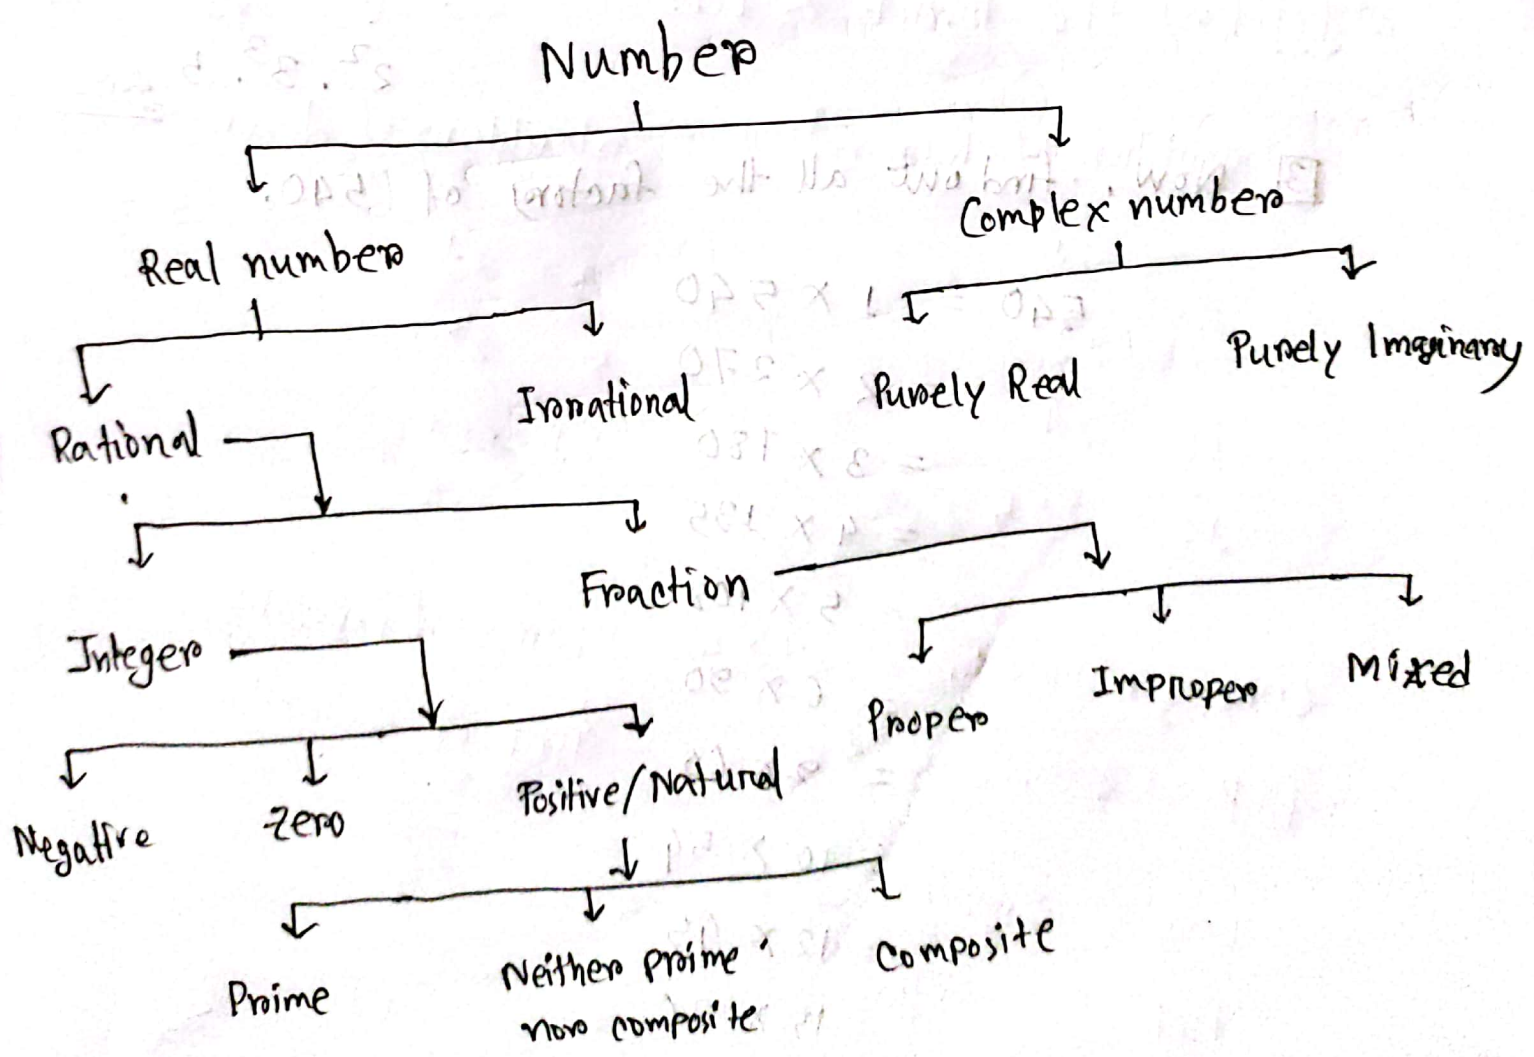 Number
Real number
Complex number
Rational
Irrational
Purely Real
Purely Imaginary
Integer
Fraction
Proper
Improper
Mixed
Negative
Zero
Positive/Natural
Prime
Neither prime
nor composite
Composite